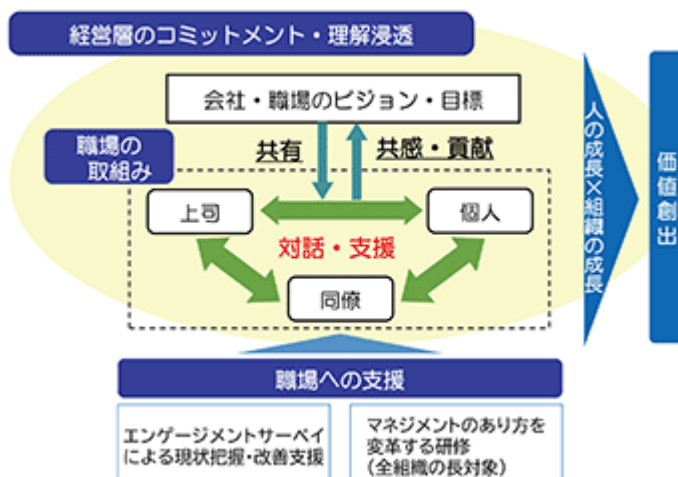 経営層のコミットメント・理解浸透
会社・職場のビジョン・目標
職場の
取組み
共有
共感・貢献
上司
個人
対話・支援
同僚
人の成長×組織の成長
価値創出
職場への支援
エンゲージメントサーベイ
による現状把握・改善支援
マネジメントのあり方を
変革する研修
(全組織の長対象)